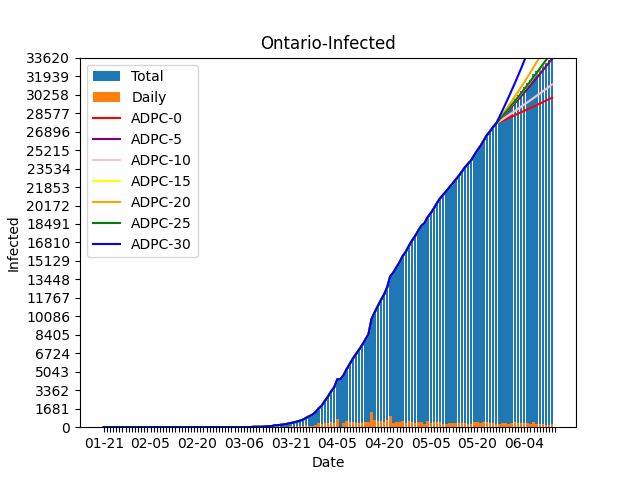 Ontario-Infected
33620
31939
30258
28577
26896
25215
23534
21853
20172
18491
16810
15129
13448
11767
10086
8405
6724
5043
3362
1681
0
Infected
Total
Daily
ADPC-0
ADPC-5
ADPC-10
ADPC-15
ADPC-20
ADPC-25
ADPC-30
01-21 02-05 02-20 03-06 03-21 04-05 04-20 05-05 05-20 06-04
Date